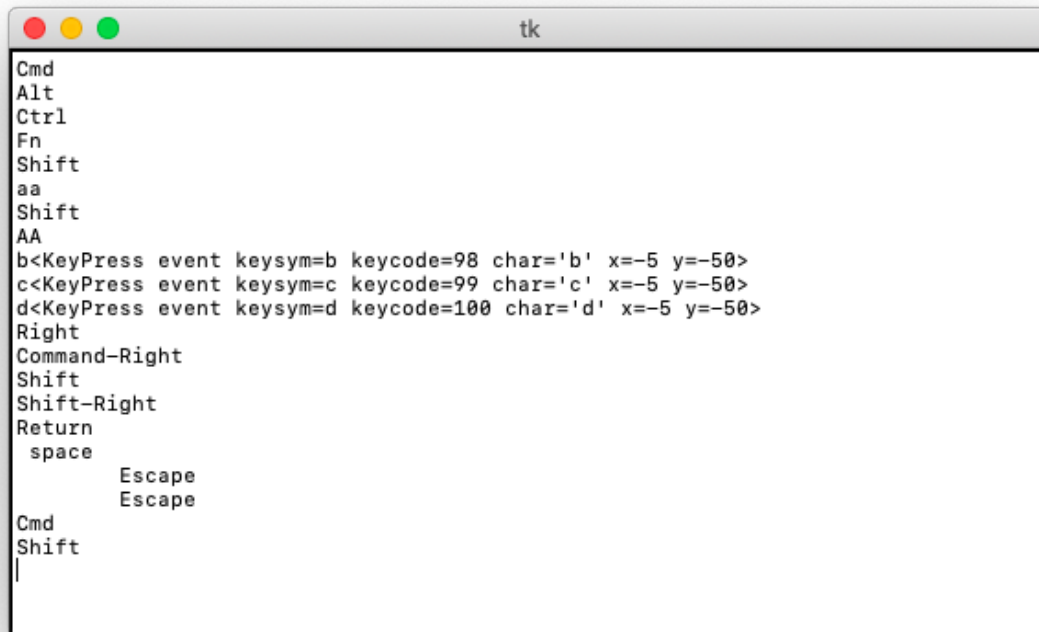 tk
Cmd
Alt
Ctrl
Fn
Shift
aa
Shift
AA
b<KeyPress event keysym=b keycode=98 char='b' x=-5 y=-50>
c<KeyPress event keysym=c keycode=99 char='c' x=-5 y=-50>
d<KeyPress event keysym=d keycode=100 char='d' x=-5 y=-50>
Right
Command-Right
Shift
Shift-Right
Return
 space
        Escape
        Escape
Cmd
Shift